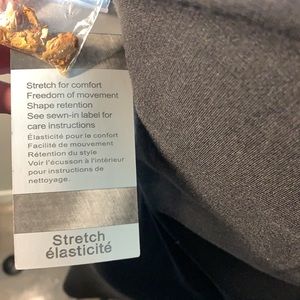 Stretch for comfort
Freedom of movement
Shape retention
See sewn-in label for
care instructions
Élasticité pour le confort
Facilité de mouvement
Rétention du style
Voir l'écusson à l'intérieur
pour instructions de
nettoyage.
Stretch
élasticité